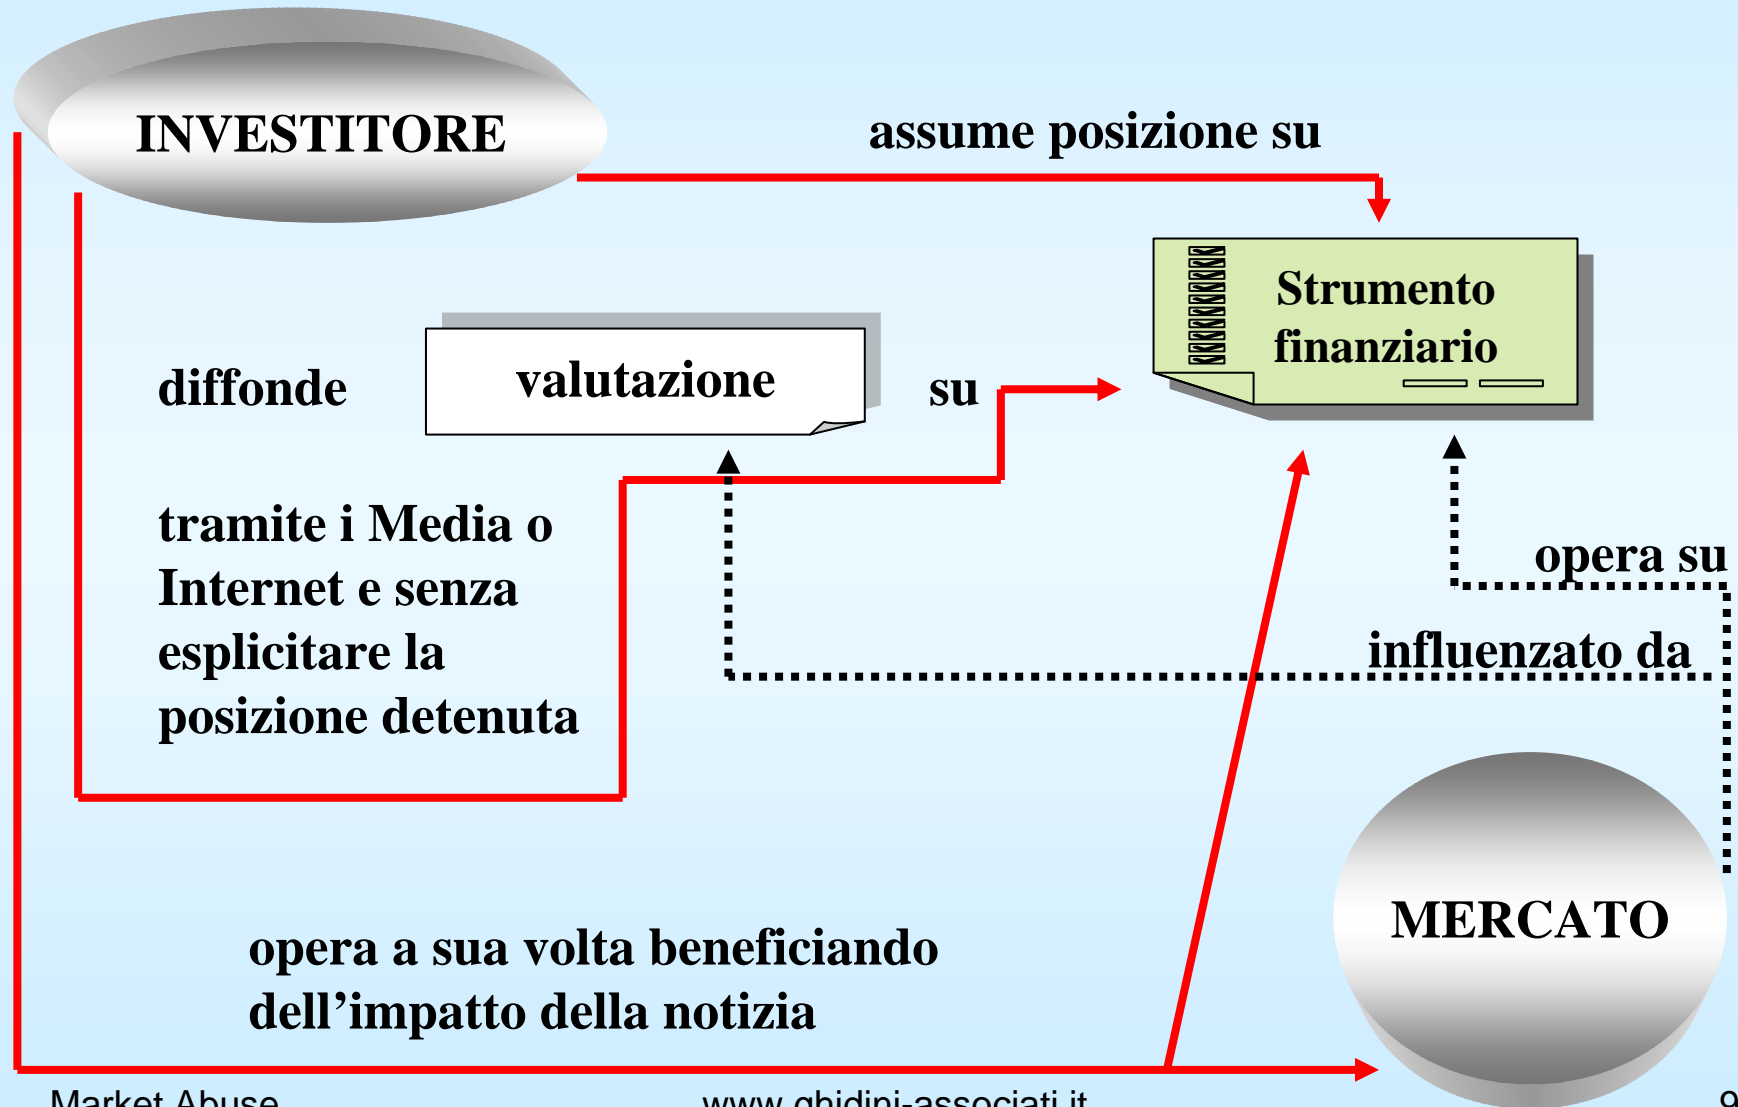 INVESTITORE
assume posizione su
Strumento
finanziario
diffonde
valutazione
su
tramite i Media o
Internet e senza
esplicitare la
posizione detenuta
opera su
influenzato da
MERCATO
opera a sua volta beneficiando
dell’impatto della notizia
Market Abuse
www.ghidini-associati.it
9